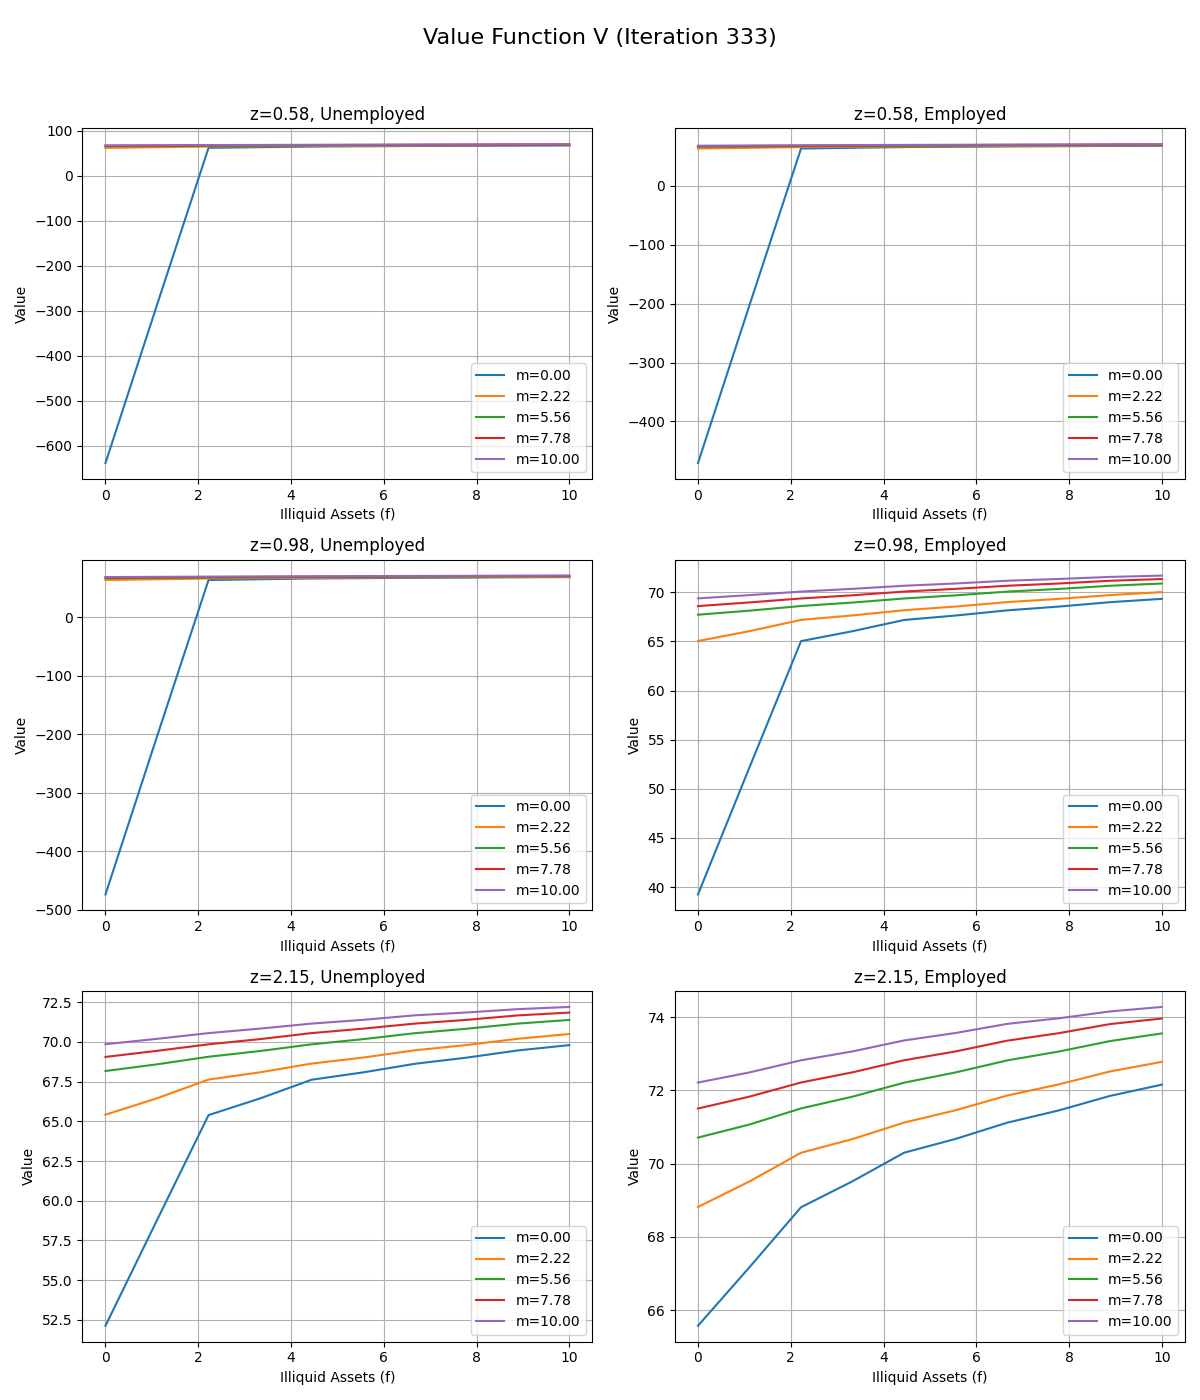 Value Function V (Iteration 333)
z=0.58, Unemployed
100
0
−100
−200
−300
−400
−500
−600
Value
0 2 4 6 8 10
Illiquid Assets (f)
m=0.00
m=2.22
m=5.56
m=7.78
m=10.00
z=0.58, Employed
0
−100
−200
−300
−400
Value
0 2 4 6 8 10
Illiquid Assets (f)
m=0.00
m=2.22
m=5.56
m=7.78
m=10.00
z=0.98, Unemployed
0
−100
−200
−300
−400
−500
Value
0 2 4 6 8 10
Illiquid Assets (f)
m=0.00
m=2.22
m=5.56
m=7.78
m=10.00
z=0.98, Employed
70
65
60
55
50
45
40
Value
0 2 4 6 8 10
Illiquid Assets (f)
m=0.00
m=2.22
m=5.56
m=7.78
m=10.00
z=2.15, Unemployed
72.5
70.0
67.5
65.0
62.5
60.0
57.5
55.0
52.5
Value
0 2 4 6 8 10
Illiquid Assets (f)
m=0.00
m=2.22
m=5.56
m=7.78
m=10.00
z=2.15, Employed
74
72
70
68
66
Value
0 2 4 6 8 10
Illiquid Assets (f)
m=0.00
m=2.22
m=5.56
m=7.78
m=10.00